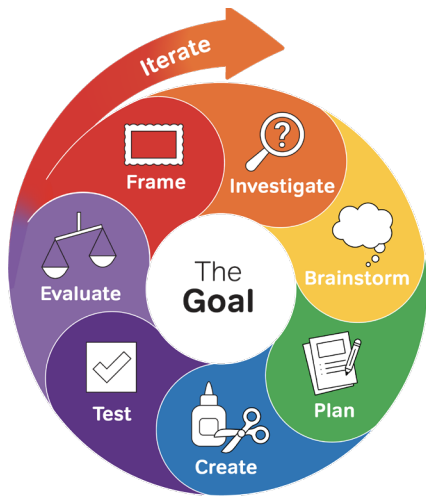 Iterate
Frame
Investigate
Brainstorm
Plan
Create
Test
Evaluate
The
Goal
?